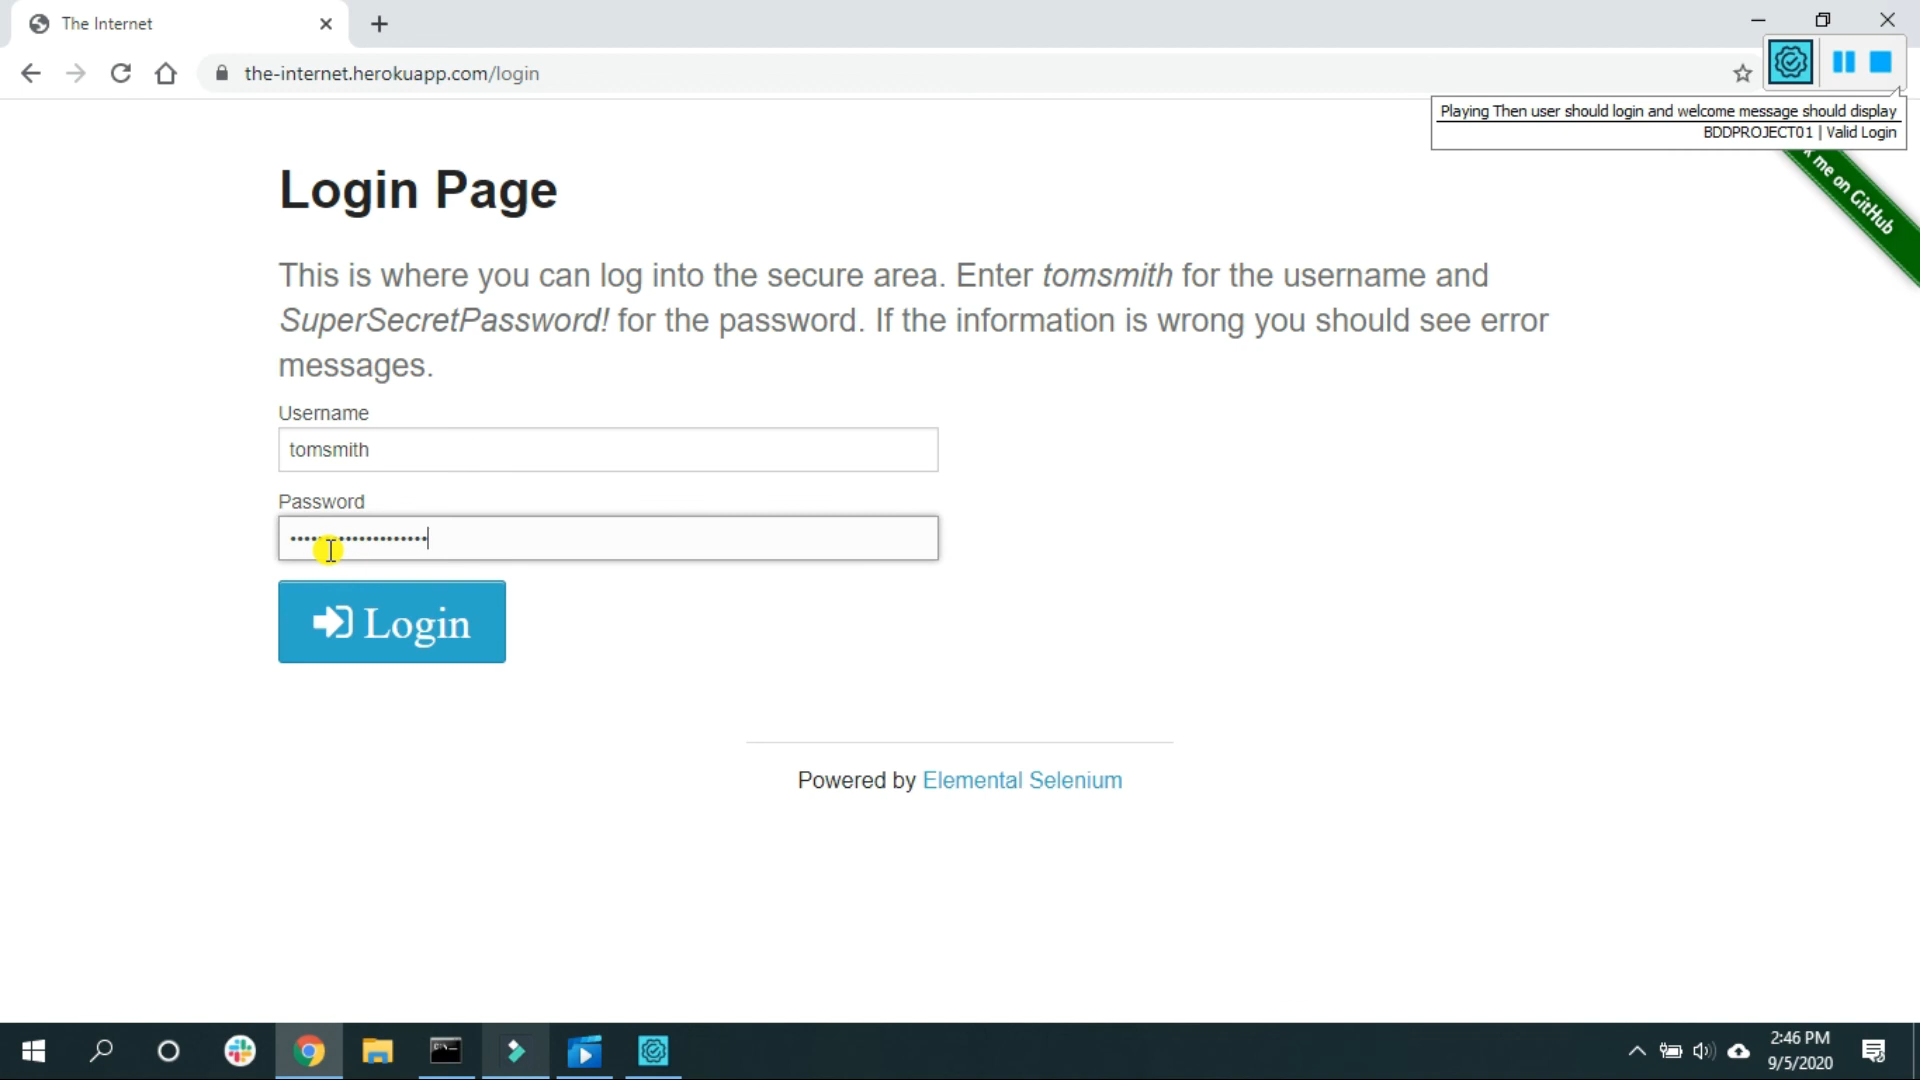 The Internet
the-internet.herokuapp.com/login
Playing Then user should login and welcome message should display
BDDPROJECT01 | Valid Login
me on GitHub
Login Page
This is where you can log into the secure area. Enter tomsmith for the username and
SuperSecretPassword! for the password. If the information is wrong you should see error
messages.
Username
tomsmith
Password
Login
Powered by Elemental Selenium
2:46 PM
9/5/2020